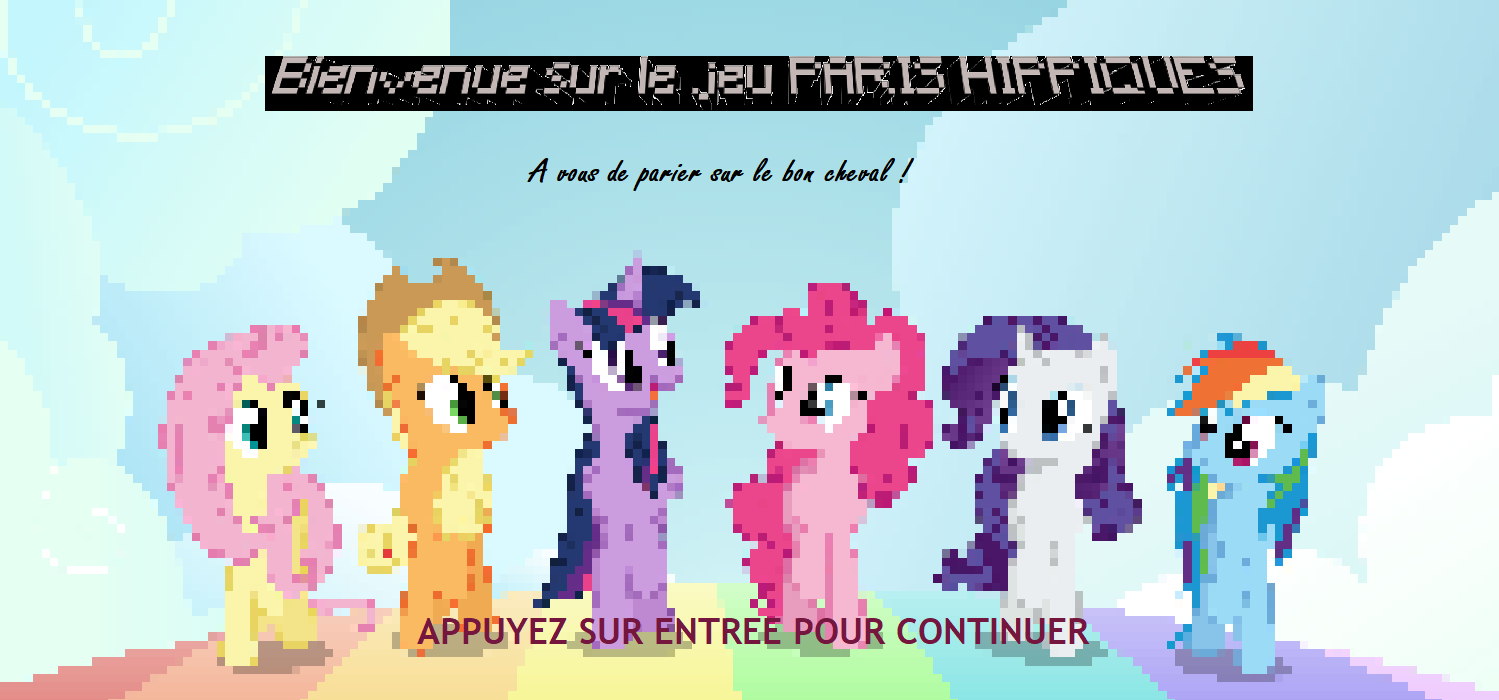 Bienvenue sur le jeu PARIS HIPPIQUES
A vous de parier sur le bon cheval !
APPUYEZ SUR ENTREE POUR CONTINUER